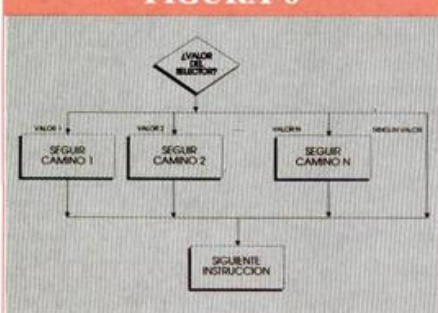 FIGURA 6
¿VALOR
DEL
SELECTOR?
VALOR 1
VALOR 2
VALOR N
NINGUN VALOR
SEGUIR
CAMINO 1
SEGUIR
CAMINO 2
SEGUIR
CAMINO N
SIGUIENTE
INSTRUCCION